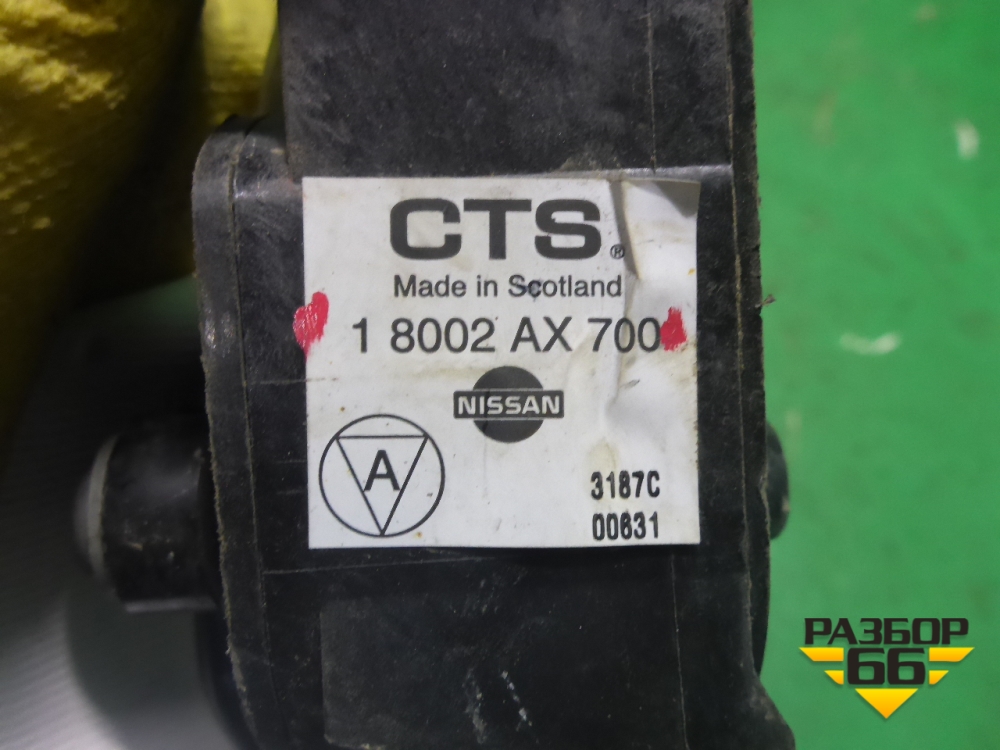 CTS®
Made in Scotland
1 8002 AX 700
NISSAN
A
3187C
00631
РАЗБОР
66